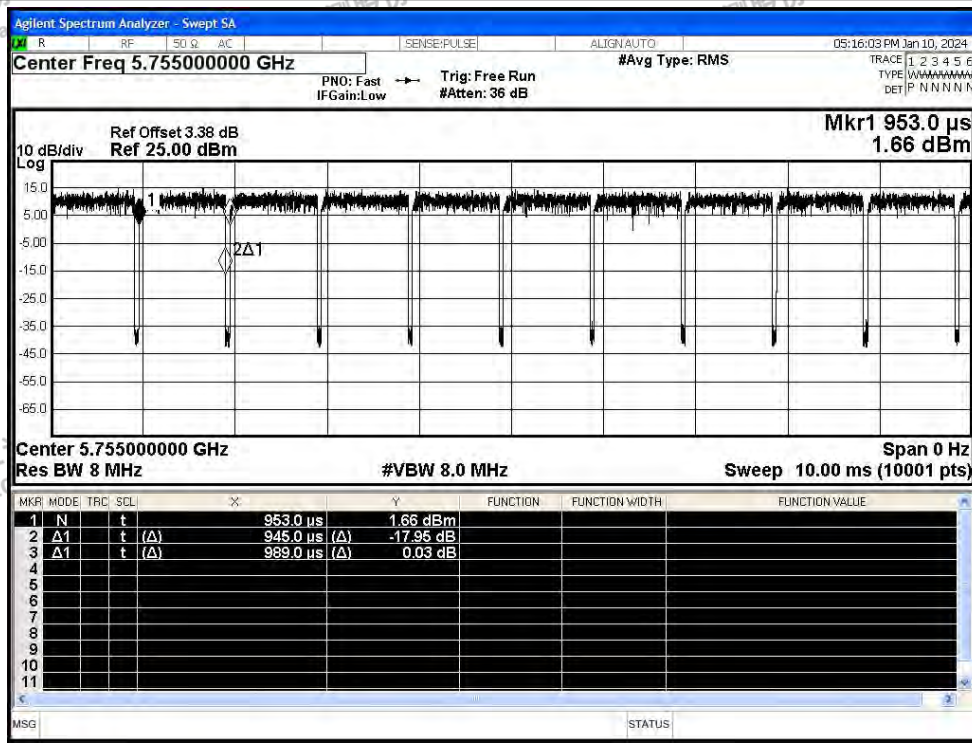 Agilent Spectrum Analyzer - Swept SA
R RF 50 Ω AC SENSE:PULSE ALIGN AUTO 05:16:03 PM Jan 10, 2024
Center Freq 5.755000000 GHz #Avg Type: RMS TRACE 1 2 3 4 5 6
PNO: Fast Trig: Free Run TYPE
IFGain:Low #Atten: 36 dB DET P N N N N N
Mkr1 953.0 µs
Ref Offset 3.38 dB
10 dB/div Ref 25.00 dBm 1.66 dBm
Log
15.0
1
5.00
-5.00
2Δ1
-15.0
-25.0
-35.0
-45.0
-55.0
-65.0
Center 5.755000000 GHz Span 0 Hz
Res BW 8 MHz #VBW 8.0 MHz Sweep 10.00 ms (10001 pts)
MKR MODE TRC SCL X Y FUNCTION FUNCTION WIDTH FUNCTION VALUE
1 N t 953.0 µs 1.66 dBm
2 Δ1 t (Δ) 945.0 µs (Δ) -17.95 dB
3 Δ1 t (Δ) 989.0 µs (Δ) 0.03 dB
4
5
6
7
8
9
10
11
MSG STATUS